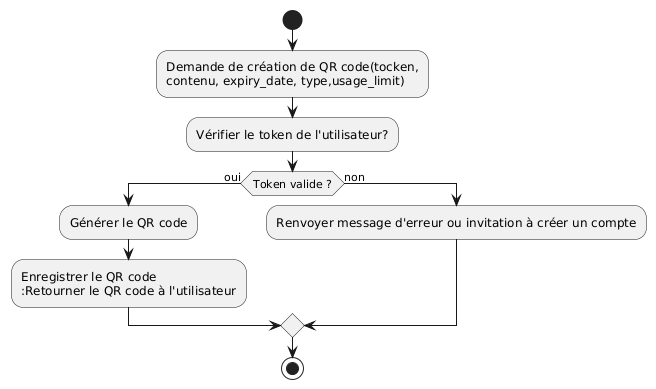 Demande de création de QR code(tocken,
contenu, expiry_date, type,usage_limit)
Vérifier le token de l'utilisateur?
oui
Token valide ?
non
Générer le QR code
Renvoyer message d'erreur ou invitation à créer un compte
Enregistrer le QR code
:Retourner le QR code à l'utilisateur